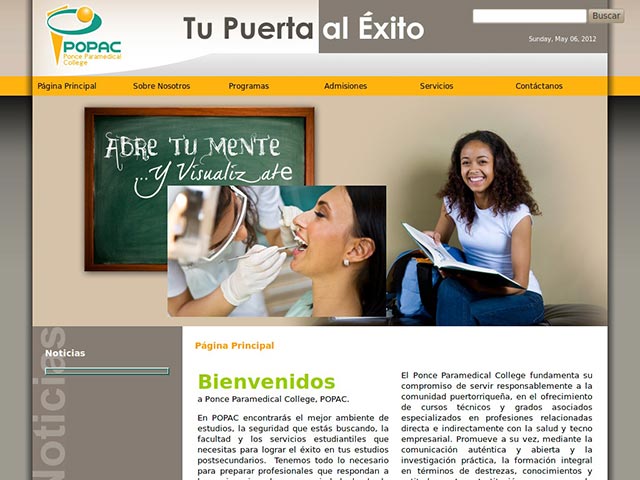 POPAC
Ponce Paramedical
College
Tu Puerta al Éxito
Buscar
Sunday, May 06, 2012
Página Principal Sobre Nosotros Programas Admisiones Servicios Contáctanos
ABRE TU MENTE
...Y Visualízate
Noticias
Noticias
Página Principal
Bienvenidos
a Ponce Paramedical College, POPAC.
En POPAC encontrarás el mejor ambiente de
estudios, la seguridad que estás buscando, la
facultad y los servicios estudiantiles que
necesitas para lograr el éxito en tus estudios
postsecundarios. Tenemos todo lo necesario
para preparar profesionales que respondan a
El Ponce Paramedical College fundamenta su
compromiso de servir responsablemente a la
comunidad puertorriqueña, en el ofrecimiento
de cursos técnicos y grados asociados
especializados en profesiones relacionadas
directa e indirectamente con la salud y tecno
empresarial. Promueve a su vez, mediante la
comunicación auténtica y abierta y la
investigación práctica, la formación integral
en términos de destrezas, conocimientos y